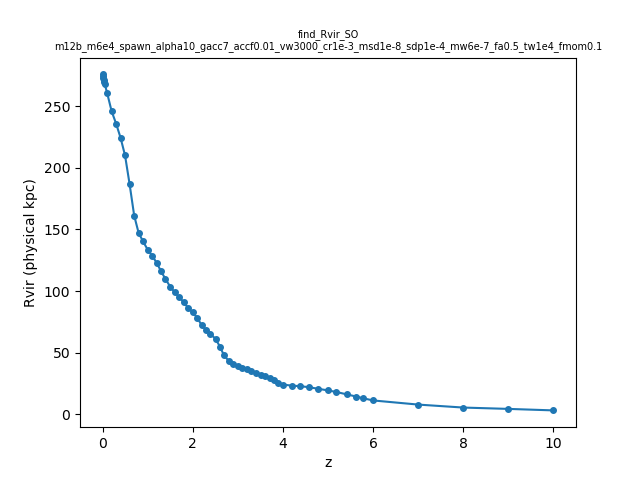 find_Rvir_SO
m12b_m6e4_spawn_alpha10_gacc7_accf0.01_vw3000_cr1e-3_msd1e-8_sdp1e-4_mw6e-7_fa0.5_tw1e4_fmom0.1
Rvir (physical kpc)
250
200
150
100
50
0
0 2 4 6 8 10
z